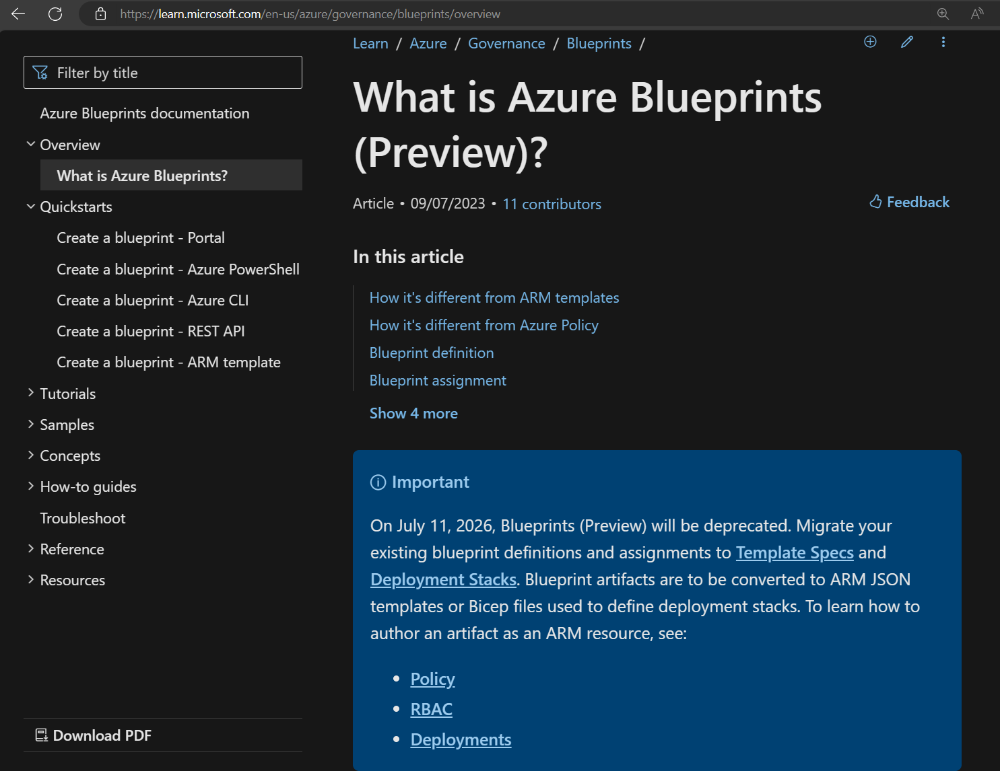 https://learn.microsoft.com/en-us/azure/governance/blueprints/overview
Filter by title
Azure Blueprints documentation
Overview
What is Azure Blueprints?
Quickstarts
Create a blueprint - Portal
Create a blueprint - Azure PowerShell
Create a blueprint - Azure CLI
Create a blueprint - REST API
Create a blueprint - ARM template
Tutorials
Samples
Concepts
How-to guides
Troubleshoot
Reference
Resources
Download PDF
Learn / Azure / Governance / Blueprints /
What is Azure Blueprints
(Preview)?
Article • 09/07/2023 • 11 contributors
Feedback
In this article
How it's different from ARM templates
How it's different from Azure Policy
Blueprint definition
Blueprint assignment
Show 4 more
Important
On July 11, 2026, Blueprints (Preview) will be deprecated. Migrate your
existing blueprint definitions and assignments to Template Specs and
Deployment Stacks. Blueprint artifacts are to be converted to ARM JSON
templates or Bicep files used to define deployment stacks. To learn how to
author an artifact as an ARM resource, see:
• Policy
• RBAC
• Deployments